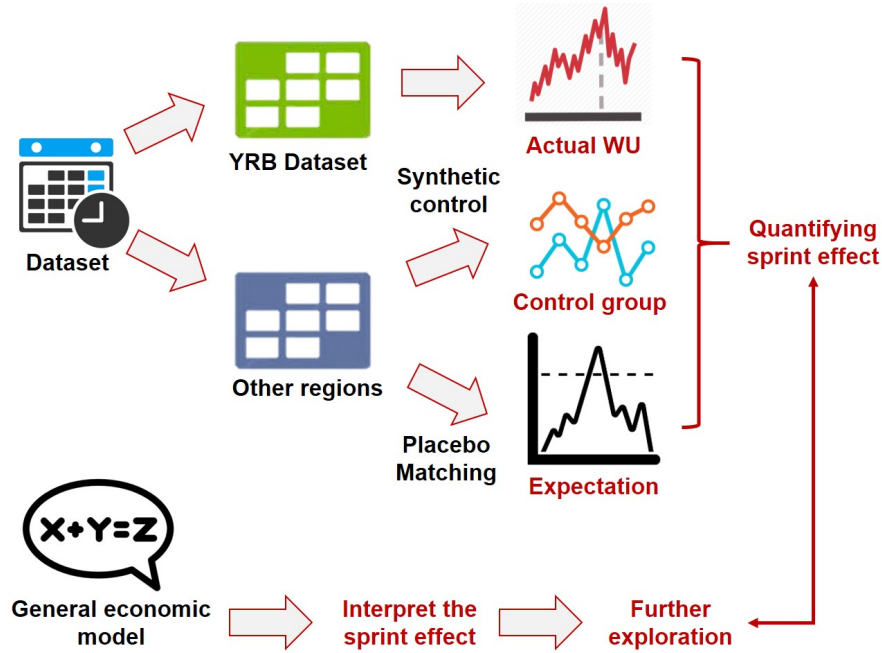 YRB Dataset
Actual WU
Synthetic
control
Dataset
Control group
Quantifying
sprint effect
Other regions
Placebo
Matching
Expectation
X+Y=Z
General economic
model
Interpret the
sprint effect
Further
exploration